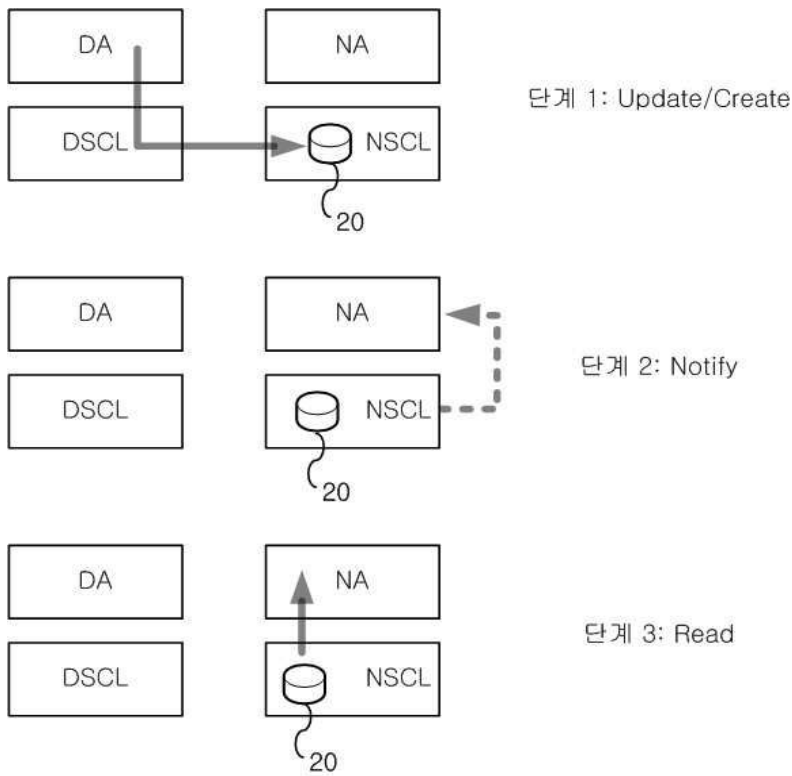 DA
NA
단계 1: Update/Create
DSCL
NSCL
20
DA
NA
단계 2: Notify
DSCL
NSCL
20
DA
NA
단계 3: Read
DSCL
NSCL
20